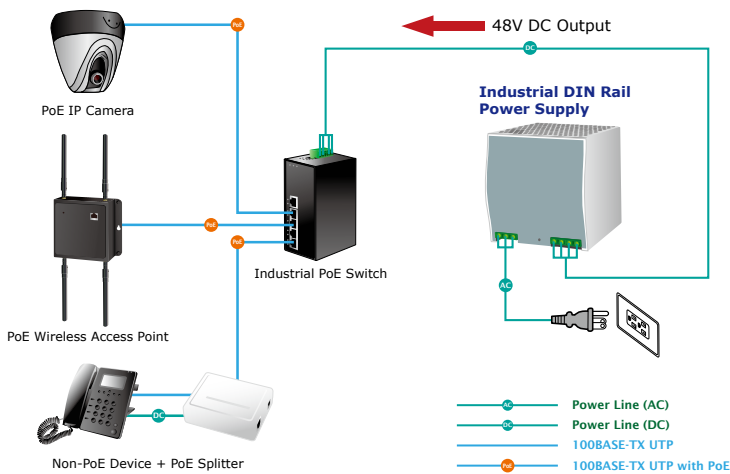 PoE
48V DC Output
DC
PoE IP Camera
Industrial DIN Rail
Power Supply
PoE
PoE
Industrial PoE Switch
AC
PoE Wireless Access Point
DC
Non-PoE Device + PoE Splitter
AC
Power Line (AC)
DC
Power Line (DC)
100BASE-TX UTP
PoE
100BASE-TX UTP with PoE